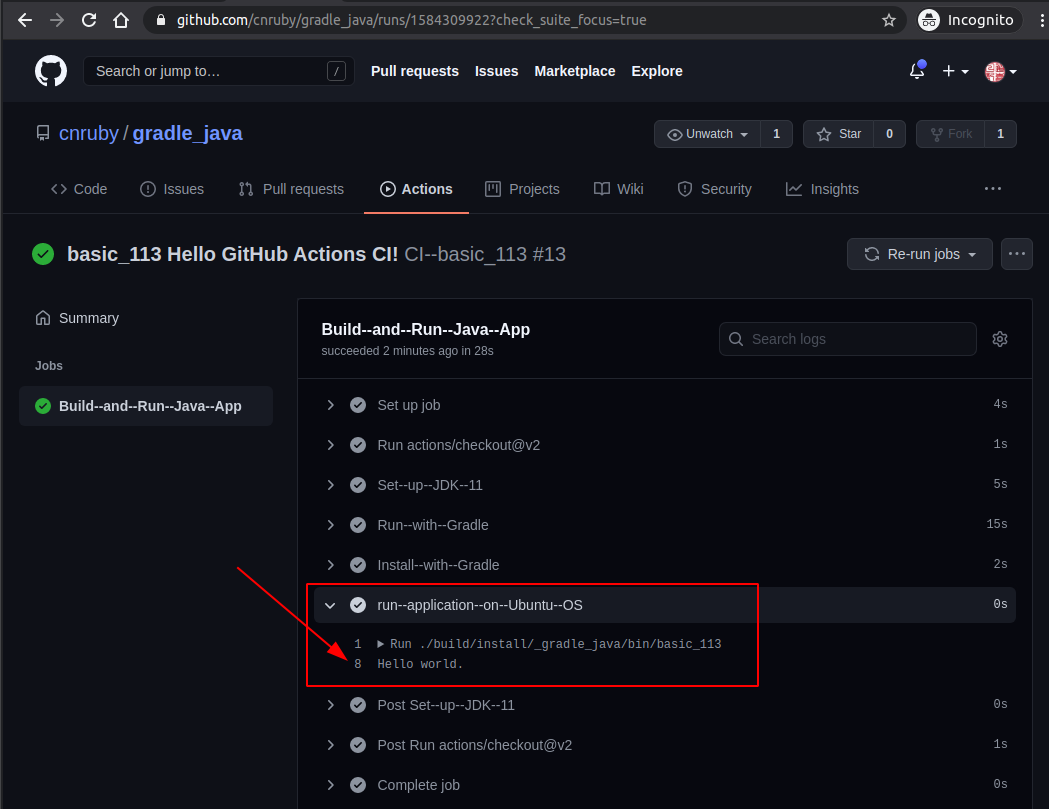 github.com/cnruby/gradle_java/runs/1584309922?check_suite_focus=true Incognito
Search or jump to… / Pull requests Issues Marketplace Explore
cnruby / gradle_java Unwatch 1 Star 0 Fork 1
Code Issues Pull requests Actions Projects Wiki Security Insights ...
basic_113 Hello GitHub Actions CI! CI--basic_113 #13 Re-run jobs ...
Summary
Jobs
Build--and--Run--Java--App
Build--and--Run--Java--App
succeeded 2 minutes ago in 28s
Search logs
Set up job 4s
Run actions/checkout@v2 1s
Set--up--JDK--11 5s
Run--with--Gradle 15s
Install--with--Gradle 2s
run--application--on--Ubuntu--OS 0s
1 ▶ Run ./build/install/_gradle_java/bin/basic_113
8 Hello world.
Post Set--up--JDK--11 0s
Post Run actions/checkout@v2 1s
Complete job 0s